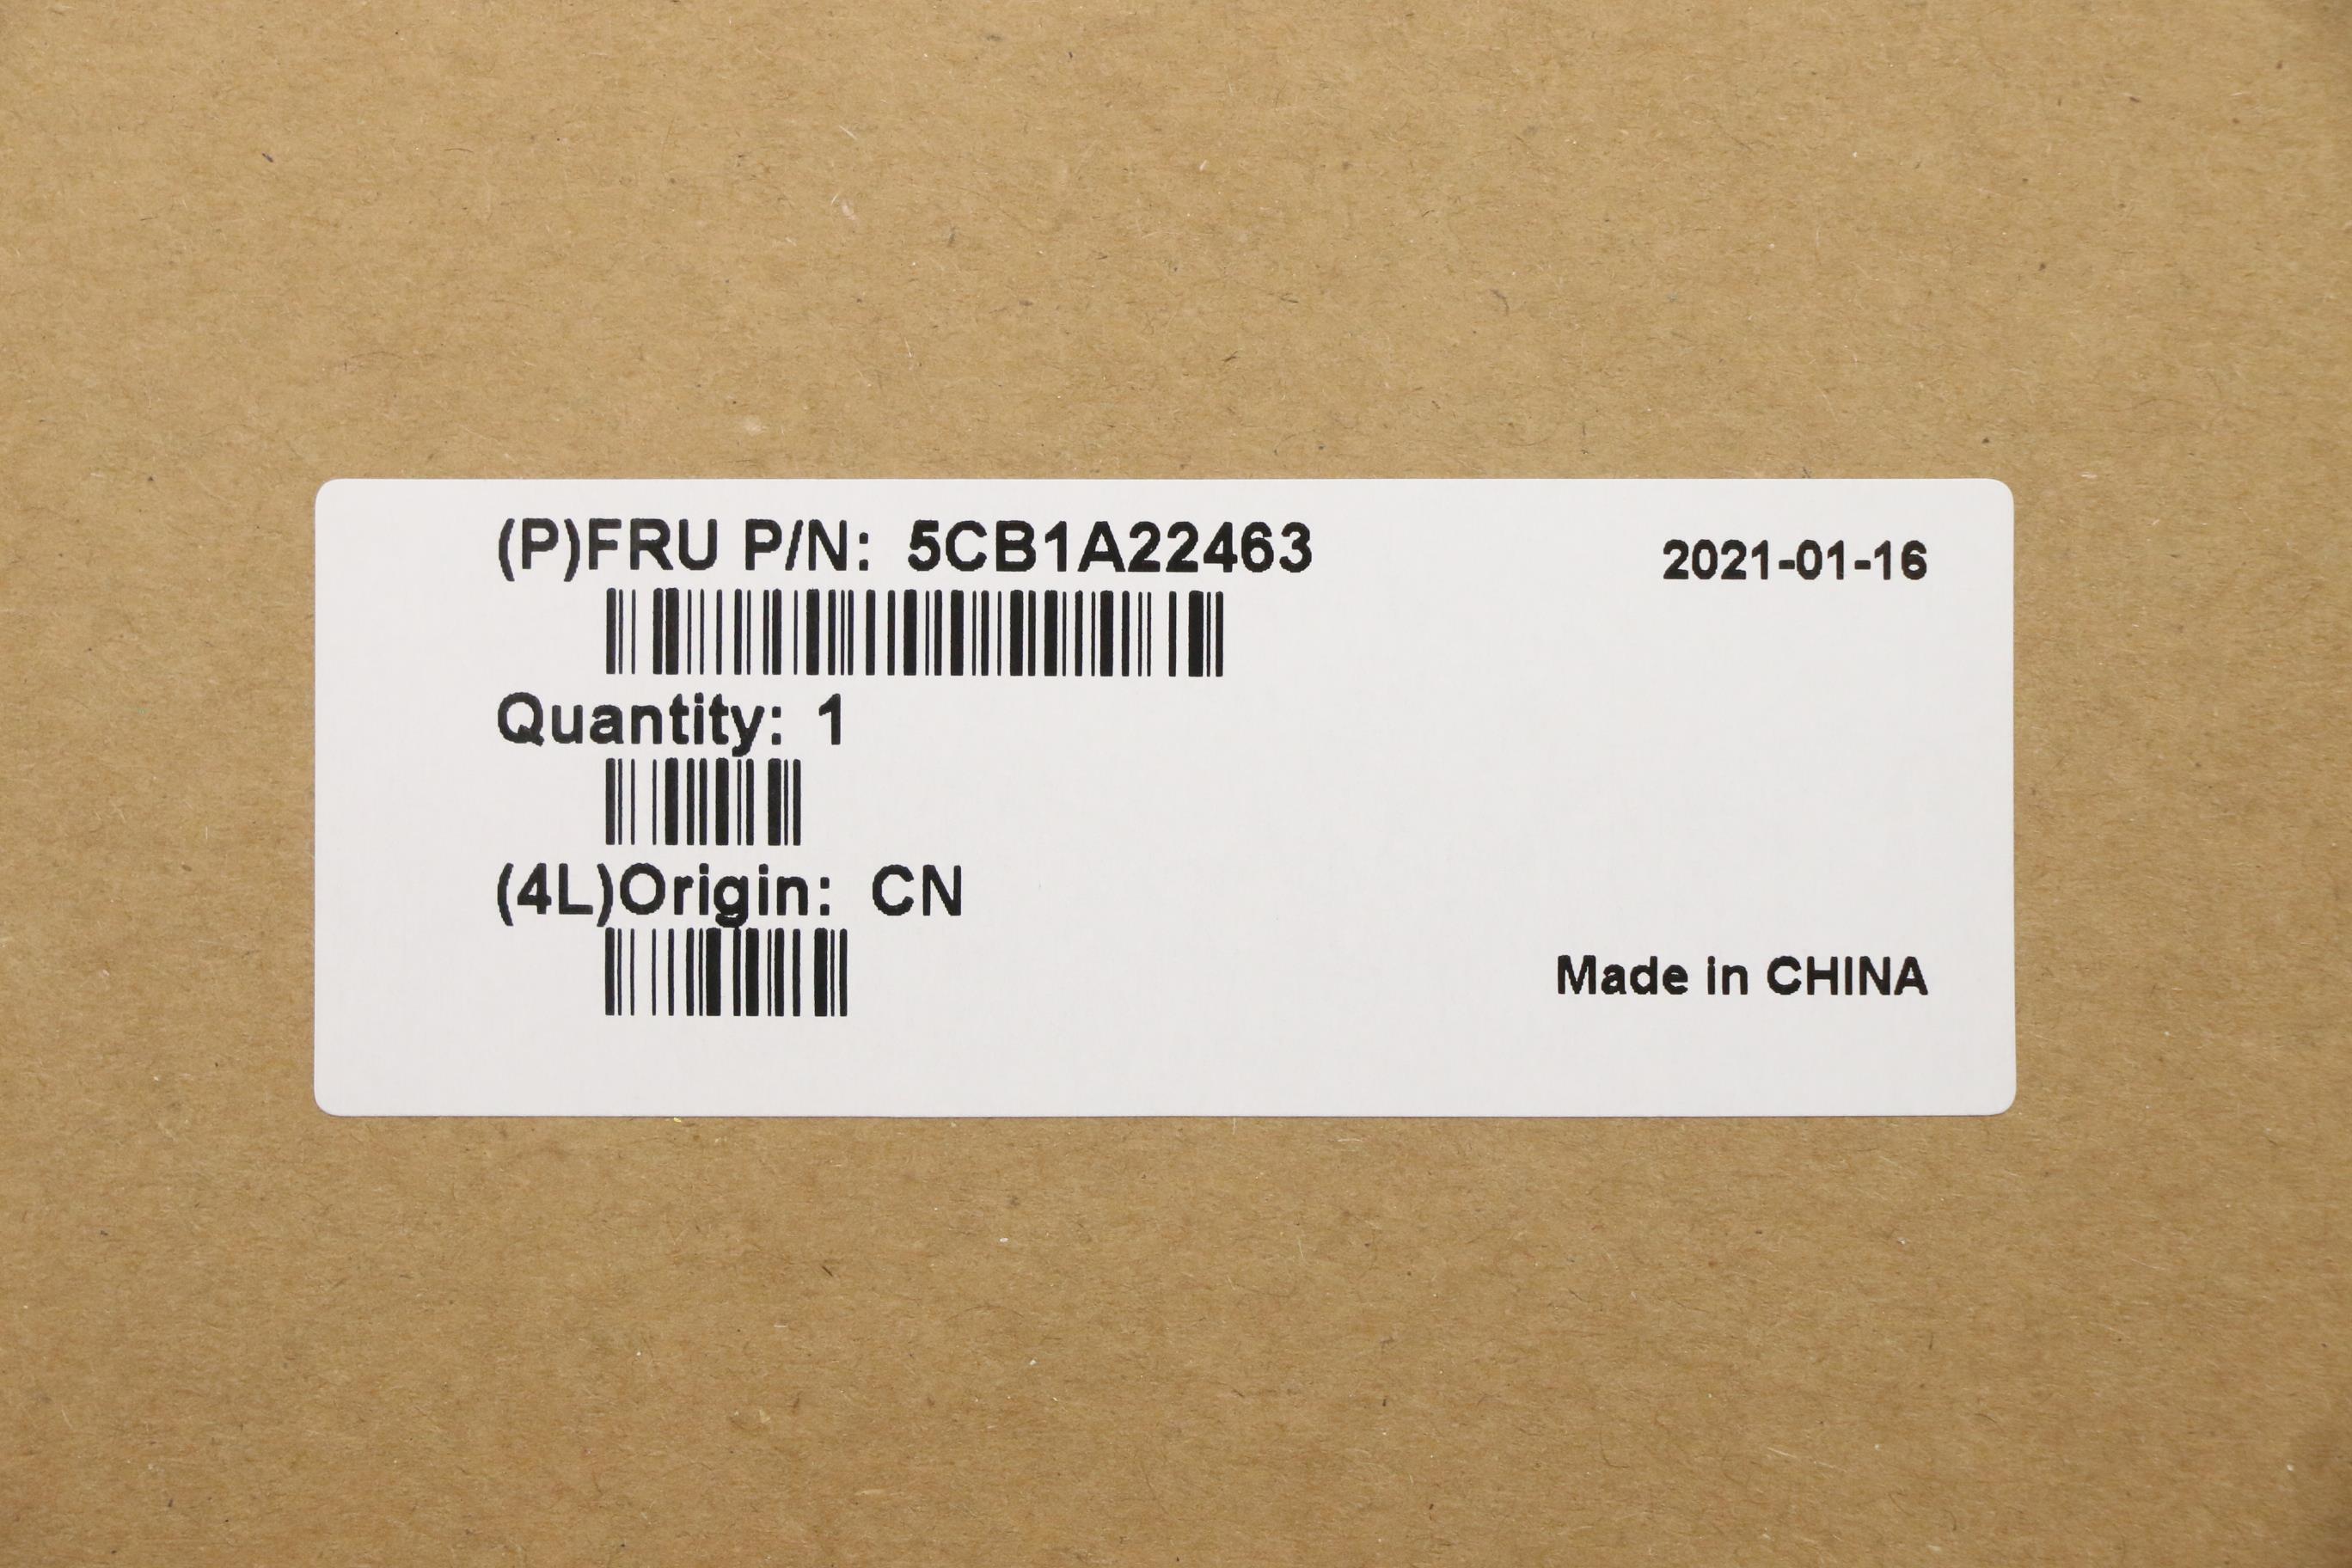 (P)FRU P/N: 5CB1A22463
2021-01-16
Quantity: 1
(4L)Origin: CN
Made in CHINA